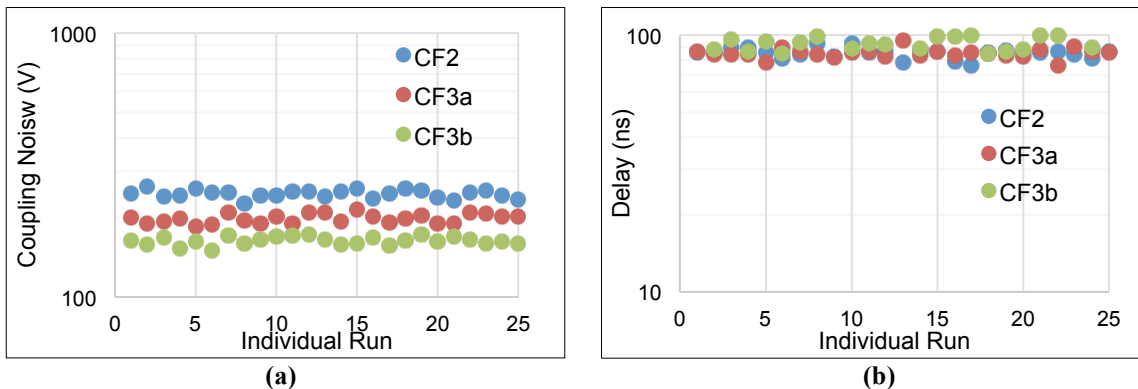 Coupling Noisw (V)
1000
100
CF2
CF3a
CF3b
0 5 10 15 20 25
Individual Run
(a)
Delay (ns)
100
10
CF2
CF3a
CF3b
0 5 10 15 20 25
Individual Run
(b)